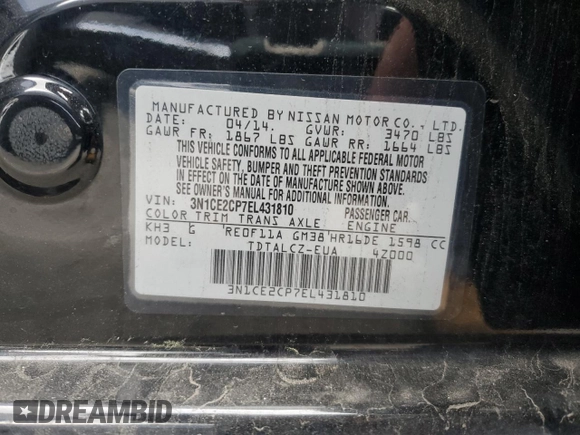 MANUFACTURED BY NISSAN MOTOR CO., LTD.
DATE: 04/14. GVWR: 3470 LBS
GAWR FR: 1867 LBS GAWR RR: 1664 LBS
THIS VEHICLE CONFORMS TO ALL APPLICABLE FEDERAL MOTOR
VEHICLE SAFETY, BUMPER AND THEFT PREVENTION STANDARDS
IN EFFECT ON THE DATE OF MANUFACTURE SHOWN ABOVE.
SEE OWNER'S MANUAL FOR ADDITIONAL INFORMATION.
VIN: 3N1CE2CP7EL431810 PASSENGER CAR.
COLOR TRIM TRANS AXLE ENGINE
KH3 G RE0F11A GM38 HR16DE 1598 CC
TDTALCZ-EUA 4Z000
3N1CE2CP7EL431810
DREAMBID